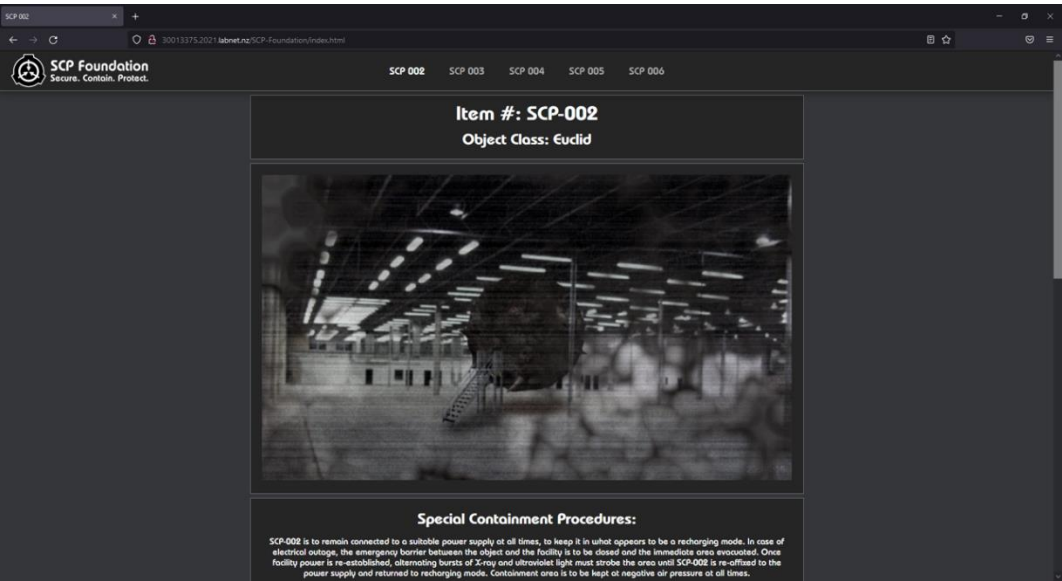 SCP 002
30013375.2021.labnet.nz/SCP-Foundation/index.html
SCP Foundation
Secure. Contain. Protect.
SCP 002 SCP 003 SCP 004 SCP 005 SCP 006
Item #: SCP-002
Object Class: Euclid
Special Containment Procedures:
SCP-002 is to remain connected to a suitable power supply at all times, to keep it in what appears to be a recharging mode. In case of
electrical outage, the emergency barrier between the object and the facility is to be closed and the immediate area evacuated. Once
facility power is re-established, alternating bursts of X-ray and ultraviolet light must strobe the area until SCP-002 is re-affixed to the
power supply and returned to recharging mode. Containment area is to be kept at negative air pressure at all times.